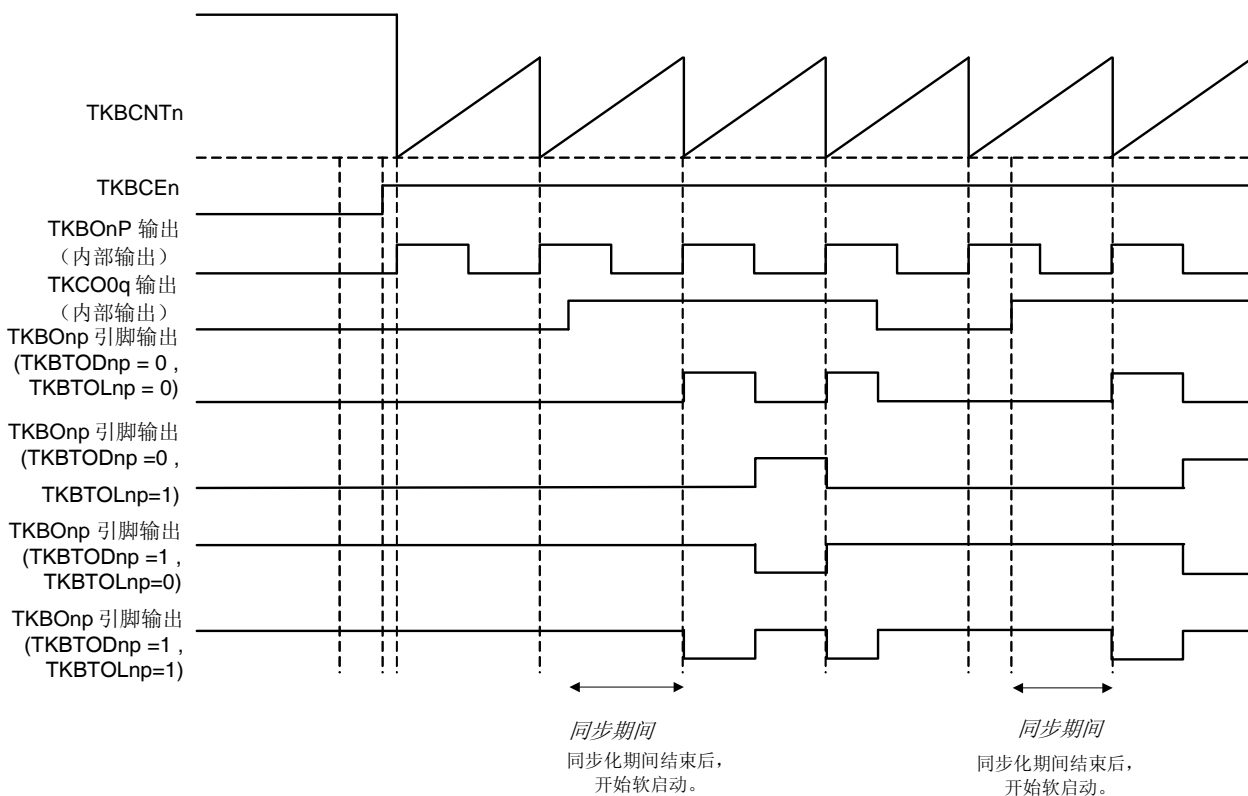 TKBCNTn
TKBCEn
TKBOnP 输出
（内部输出）
TKCO0q 输出
（内部输出）
TKBOnp 引脚输出
(TKBTODnp = 0 ,
TKBTOLnp = 0)
TKBOnp 引脚输出
(TKBTODnp =0 ,
TKBTOLnp=1)
TKBOnp 引脚输出
(TKBTODnp =1 ,
TKBTOLnp=0)
TKBOnp 引脚输出
(TKBTODnp =1 ,
TKBTOLnp=1)
同步期间
同步化期间结束后，
开始软启动。
同步期间
同步化期间结束后，
开始软启动。